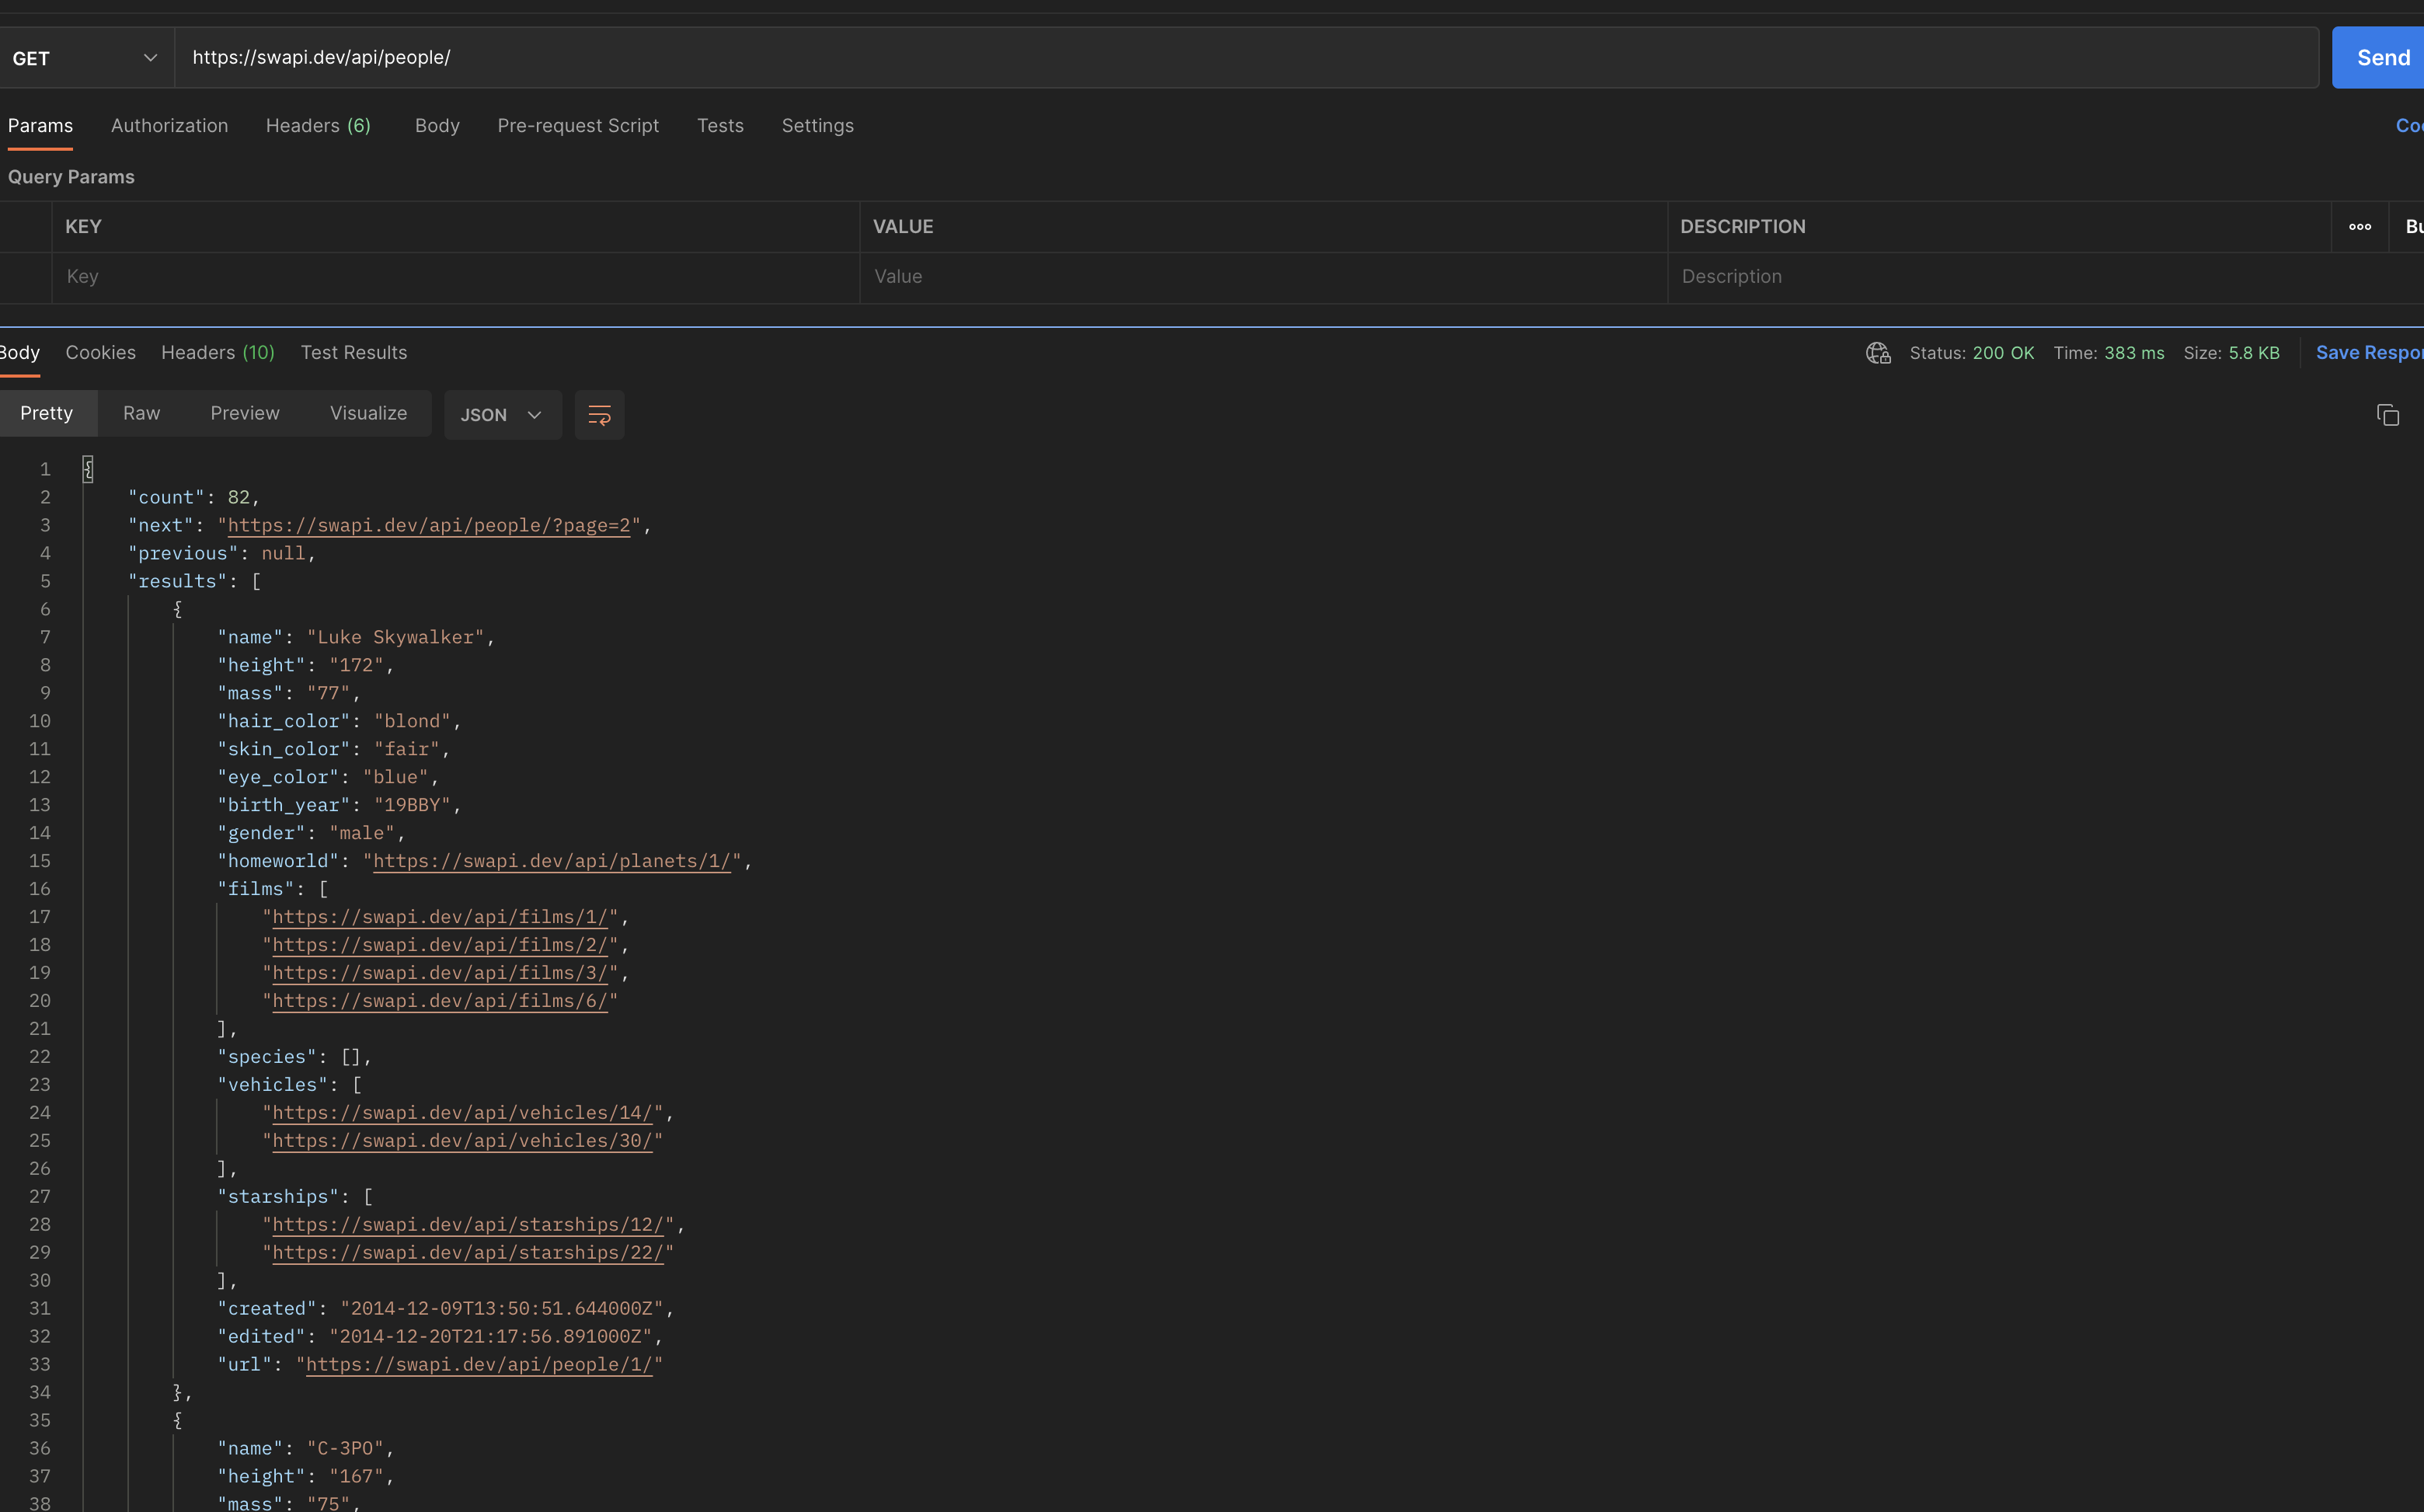 GET https://swapi.dev/api/people/ Send
Params Authorization Headers (6) Body Pre-request Script Tests Settings
Query Params
KEY VALUE DESCRIPTION
Key Value Description
Body Cookies Headers (10) Test Results Status: 200 OK Time: 383 ms Size: 5.8 KB
Pretty Raw Preview Visualize JSON
1 {
2 "count": 82,
3 "next": "https://swapi.dev/api/people/?page=2",
4 "previous": null,
5 "results": [
6 {
7 "name": "Luke Skywalker",
8 "height": "172",
9 "mass": "77",
10 "hair_color": "blond",
11 "skin_color": "fair",
12 "eye_color": "blue",
13 "birth_year": "19BBY",
14 "gender": "male",
15 "homeworld": "https://swapi.dev/api/planets/1/",
16 "films": [
17 "https://swapi.dev/api/films/1/",
18 "https://swapi.dev/api/films/2/",
19 "https://swapi.dev/api/films/3/",
20 "https://swapi.dev/api/films/6/"
21 ],
22 "species": [],
23 "vehicles": [
24 "https://swapi.dev/api/vehicles/14/",
25 "https://swapi.dev/api/vehicles/30/"
26 ],
27 "starships": [
28 "https://swapi.dev/api/starships/12/",
29 "https://swapi.dev/api/starships/22/"
30 ],
31 "created": "2014-12-09T13:50:51.644000Z",
32 "edited": "2014-12-20T21:17:56.891000Z",
33 "url": "https://swapi.dev/api/people/1/"
34 },
35 {
36 "name": "C-3PO",
37 "height": "167",
38 "mass": "75",